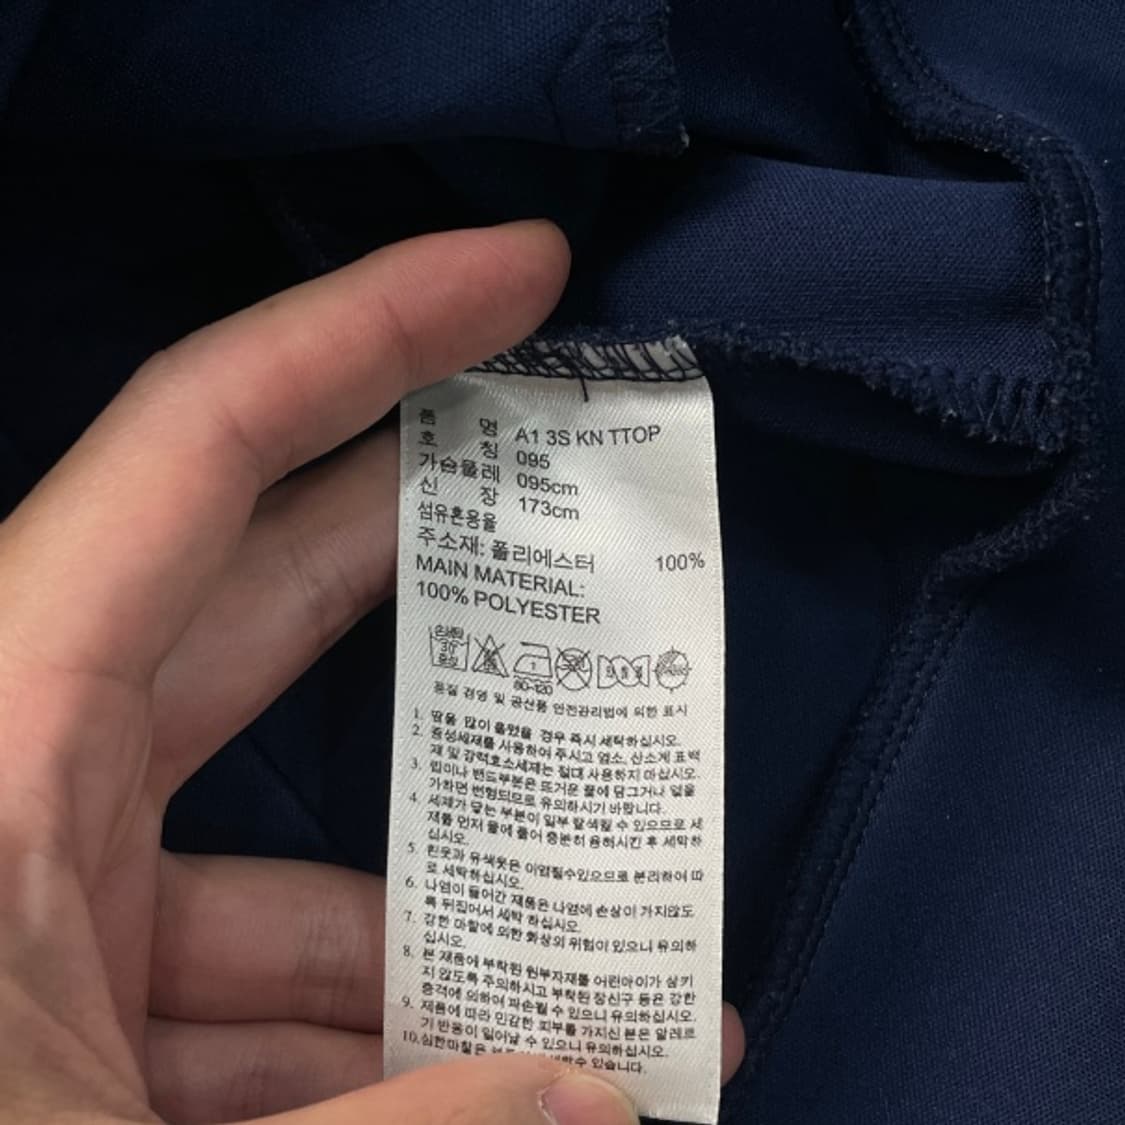 품 명 A1 3S KN TTOP
호 칭 095
가슴둘레 095cm
신 장 173cm
섬유혼용율
주소재: 폴리에스터 100%
MAIN MATERIAL:
100% POLYESTER
손세탁
30
중성
80~120
품질 경영 및 공산품 안전관리법에 의한 표시
1. 땀을 많이 흘렸을 경우 즉시 세탁하십시오.
2. 중성세제를 사용하여 주시고 염소, 산소계 표백
제 및 강력효소세제는 절대 사용하지 마십시오.
3. 립이나 밴드부분은 뜨거운 물에 담그거나 열을
가하면 변형되므로 유의하시기 바랍니다.
4. 세제가 닿는 부분이 일부 탈색될 수 있으므로 세
제를 먼저 물에 풀어 충분히 용해시킨 후 세탁하
십시오.
5. 흰옷과 유색옷은 이염될수있으므로 분리하여 따
로 세탁하십시오.
6. 나염이 들어간 제품은 나염에 손상이 가지않도
록 뒤집어서 세탁 하십시오.
7. 강한 마찰에 의한 화상의 위험이 있으니 유의하
십시오.
8. 본 제품에 부착된 원부자재를 어린아이가 삼키
지 않도록 주의하시고 부착된 장신구 등은 강한
충격에 의하여 파손될 수 있으니 유의하십시오.
9. 제품에 따라 민감한 피부를 가지신 분은 알레르
기 반응이 일어날 수 있으니 유의하십시오.
10.심한마찰은 있습니다.